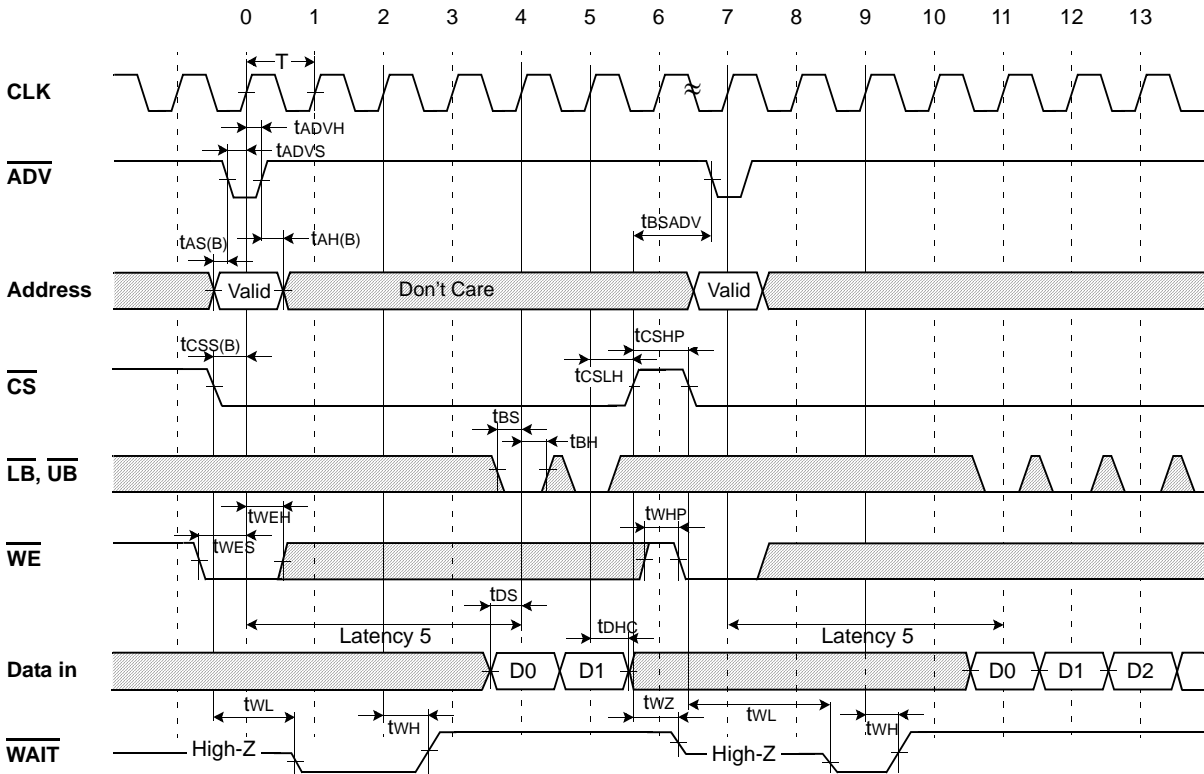 0 1 2 3 4 5 6 7 8 9 10 11 12 13
T
CLK
tADVH
tADVS
ADV
tBSADV
tAS(B) tAH(B)
Address Valid Don't Care Valid
tCSS(B) tCSHP
tCSLH
CS
tBS
tBH
LB, UB
tWEH tWHP
tWES
WE
tDS
Latency 5 tDHC Latency 5
Data in D0 D1 D0 D1 D2
tWL tWH tWZ tWL tWH
WAIT High-Z High-Z